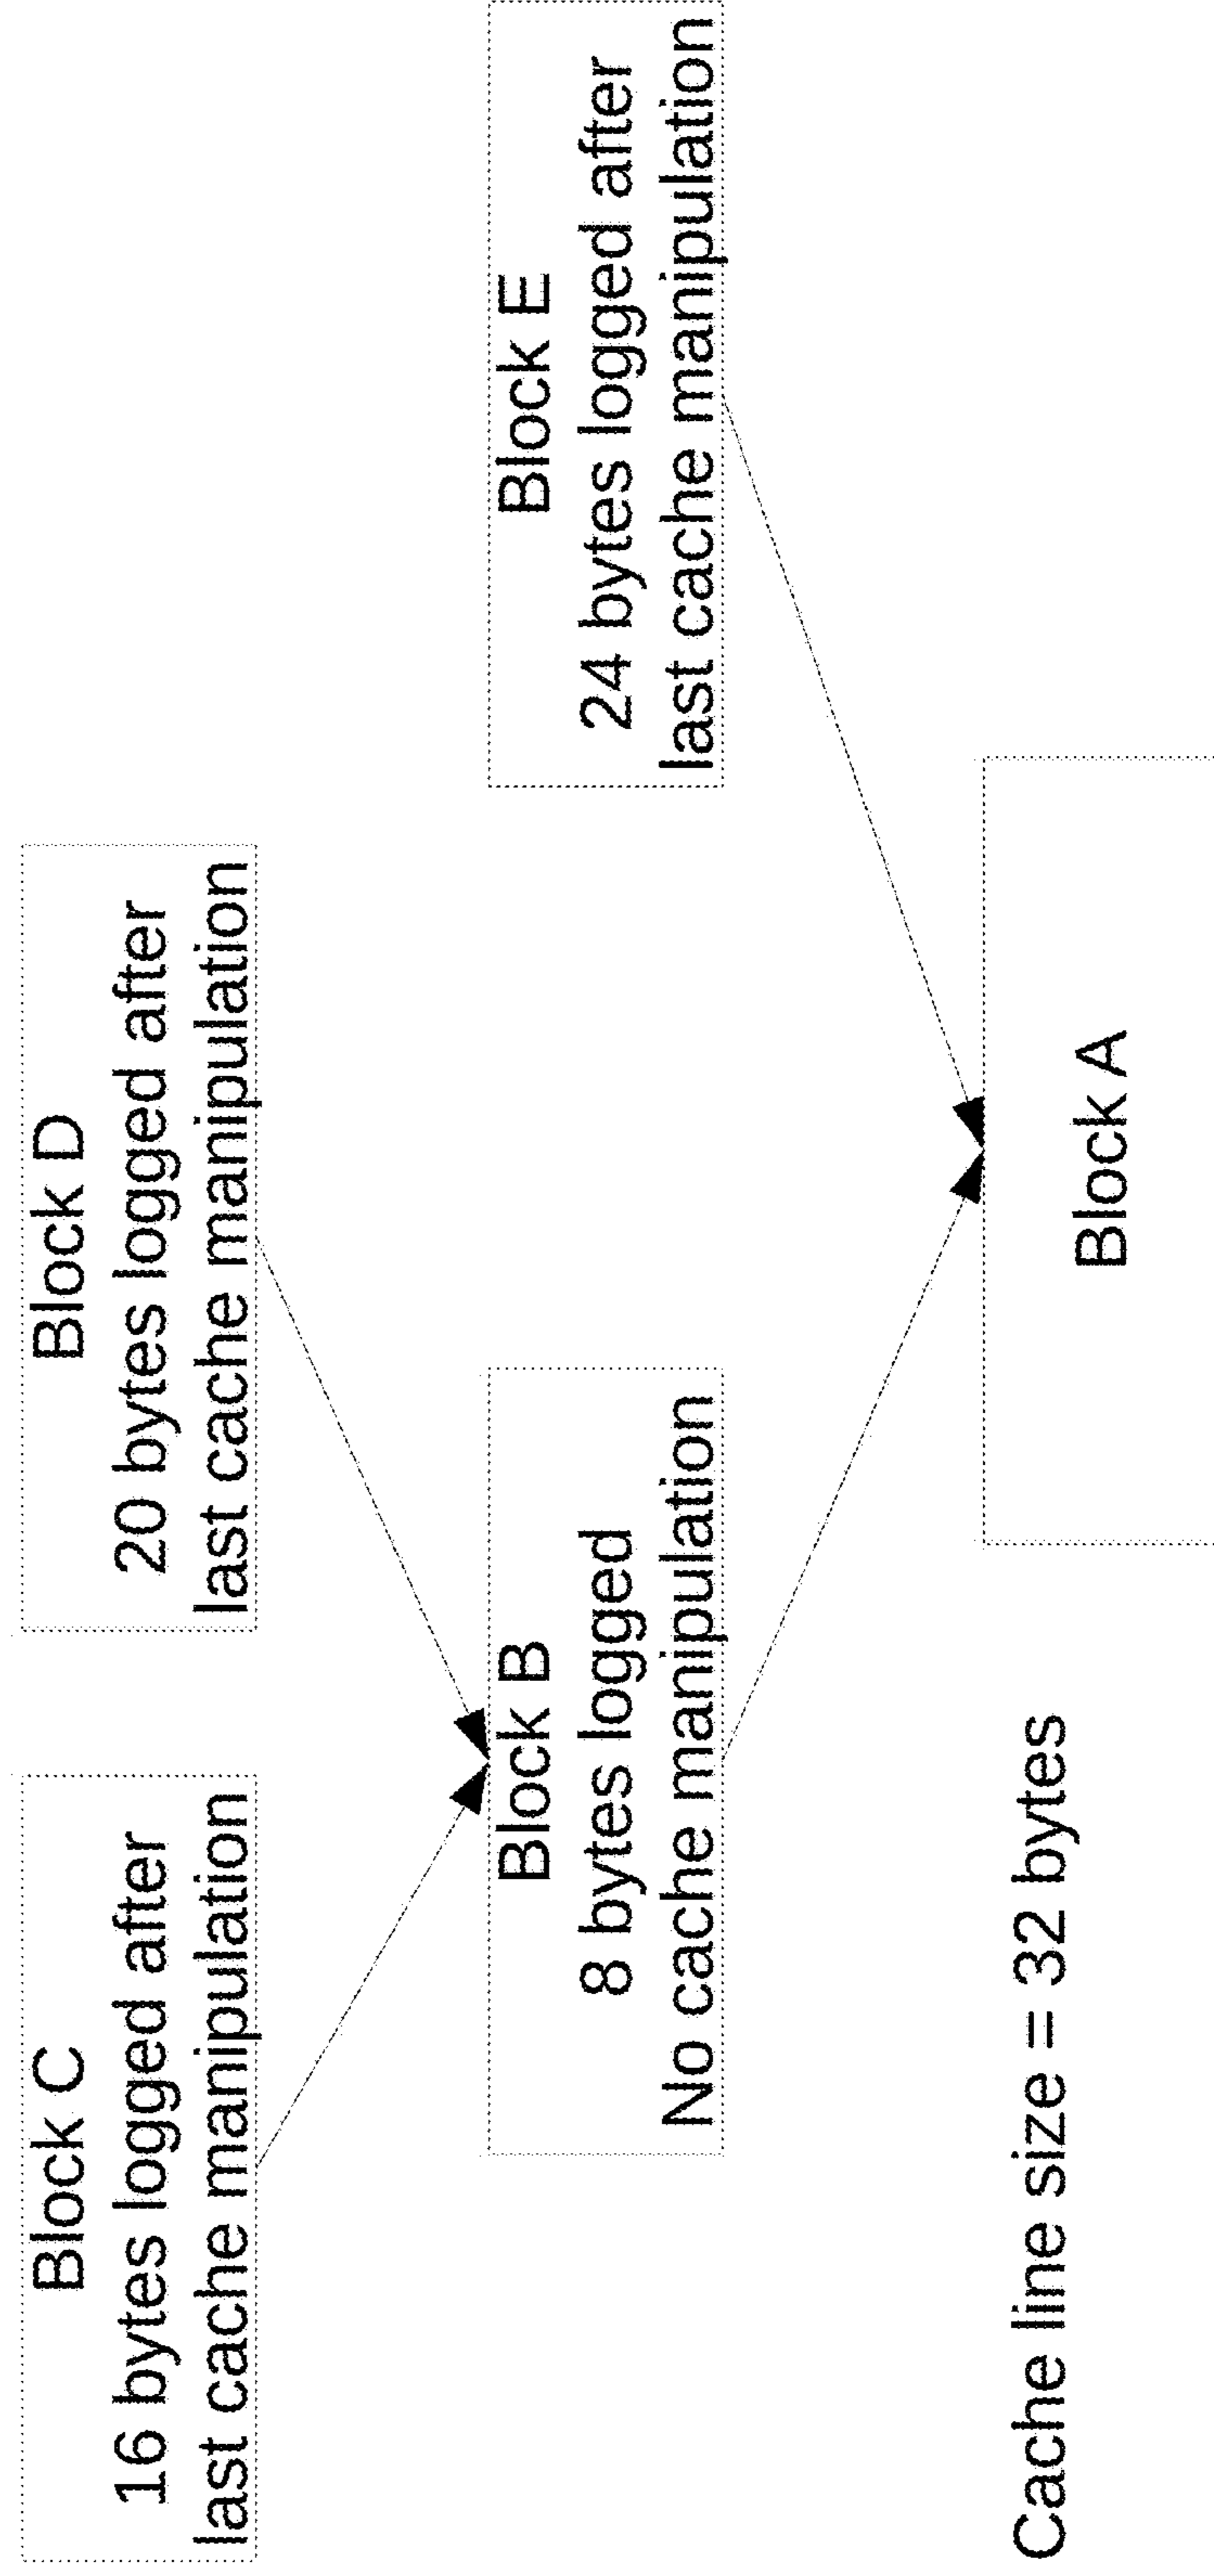 Block C
16 bytes logged after
last cache manipulation
Block D
20 bytes logged after
last cache manipulation
Block B
8 bytes logged
No cache manipulation
Block E
24 bytes logged after
last cache manipulation
Cache line size = 32 bytes
Block A